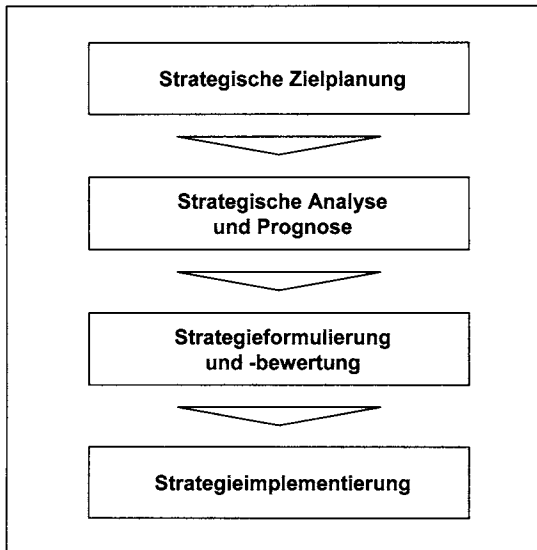 Strategische Zielplanung
Strategische Analyse
und Prognose
Strategieformulierung
und -bewertung
Strategieimplementierung